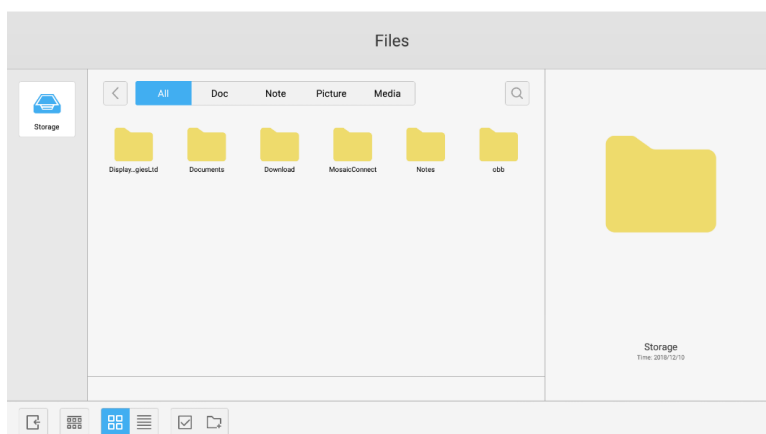 Files
Storage
All Doc Note Picture Media
Display...giesLtd Documents Download MosaicConnect Notes obb
Storage
Time: 2018/12/10